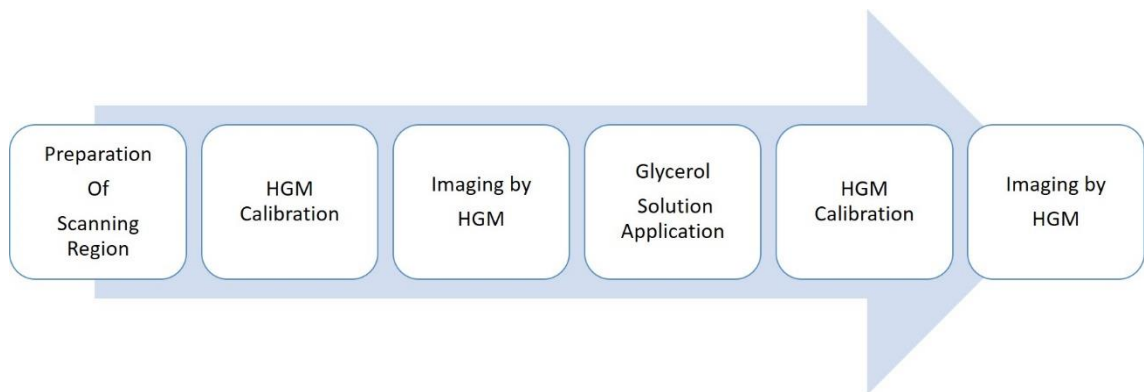 Preparation
Of
Scanning
Region
HGM
Calibration
Imaging by
HGM
Glycerol
Solution
Application
HGM
Calibration
Imaging by
HGM